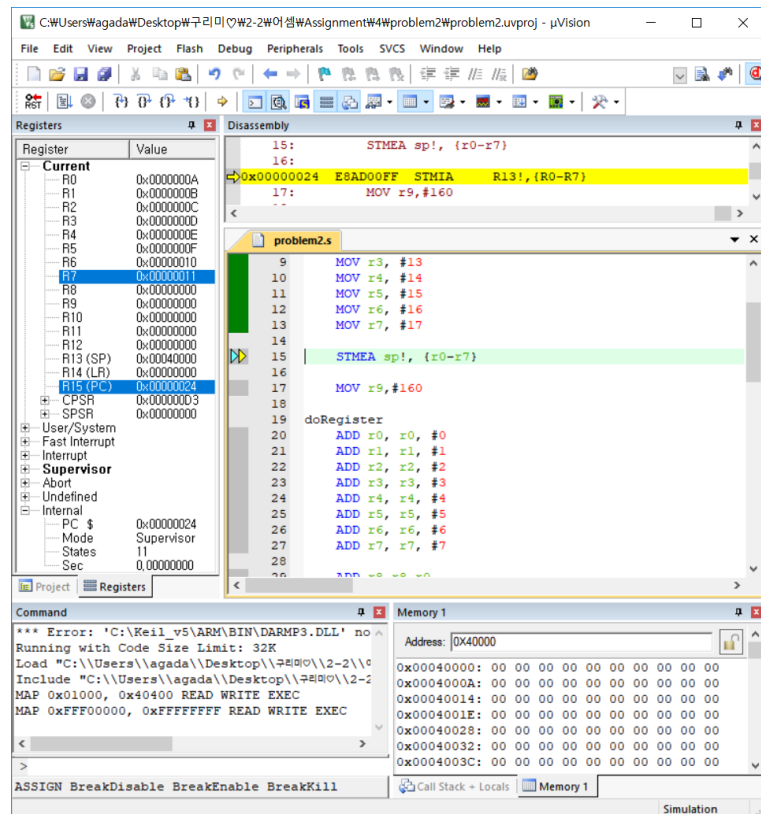 C:₩Users₩agada₩Desktop₩구리미♡₩2-2₩어셈₩Assignment₩4₩problem2₩problem2.uvproj - µVision
File Edit View Project Flash Debug Peripherals Tools SVCS Window Help
RST
Registers
Register Value
Current
R0 0x0000000A
R1 0x0000000B
R2 0x0000000C
R3 0x0000000D
R4 0x0000000E
R5 0x0000000F
R6 0x00000010
R7 0x00000011
R8 0x00000000
R9 0x00000000
R10 0x00000000
R11 0x00000000
R12 0x00000000
R13 (SP) 0x00040000
R14 (LR) 0x00000000
R15 (PC) 0x00000024
CPSR 0x000000D3
SPSR 0x00000000
User/System
Fast Interrupt
Interrupt
Supervisor
Abort
Undefined
Internal
PC $ 0x00000024
Mode Supervisor
States 11
Sec 0,00000000
Project Registers
Disassembly
15: STMEA sp!, {r0-r7}
16:
0x00000024 E8AD00FF STMIA R13!,{R0-R7}
17: MOV r9,#160
problem2.s
9 MOV r3, #13
10 MOV r4, #14
11 MOV r5, #15
12 MOV r6, #16
13 MOV r7, #17
14
15 STMEA sp!, {r0-r7}
16
17 MOV r9,#160
18
19 doRegister
20 ADD r0, r0, #0
21 ADD r1, r1, #1
22 ADD r2, r2, #2
23 ADD r3, r3, #3
24 ADD r4, r4, #4
25 ADD r5, r5, #5
26 ADD r6, r6, #6
27 ADD r7, r7, #7
28
29 ADD r8,r8,r0
Command
*** Error: 'C:\Keil_v5\ARM\BIN\DARMP3.DLL' no
Running with Code Size Limit: 32K
Load "C:\\Users\\agada\\Desktop\\구리미♡\\2-2\\
Include "C:\\Users\\agada\\Desktop\\구리미♡\\2-2
MAP 0x01000, 0x40400 READ WRITE EXEC
MAP 0xFFF00000, 0xFFFFFFFF READ WRITE EXEC
>
ASSIGN BreakDisable BreakEnable BreakKill
Memory 1
Address: 0X40000
0x00040000: 00 00 00 00 00 00 00 00 00 00
0x0004000A: 00 00 00 00 00 00 00 00 00 00
0x00040014: 00 00 00 00 00 00 00 00 00 00
0x0004001E: 00 00 00 00 00 00 00 00 00 00
0x00040028: 00 00 00 00 00 00 00 00 00 00
0x00040032: 00 00 00 00 00 00 00 00 00 00
0x0004003C: 00 00 00 00 00 00 00 00 00 00
Call Stack + Locals Memory 1
Simulation